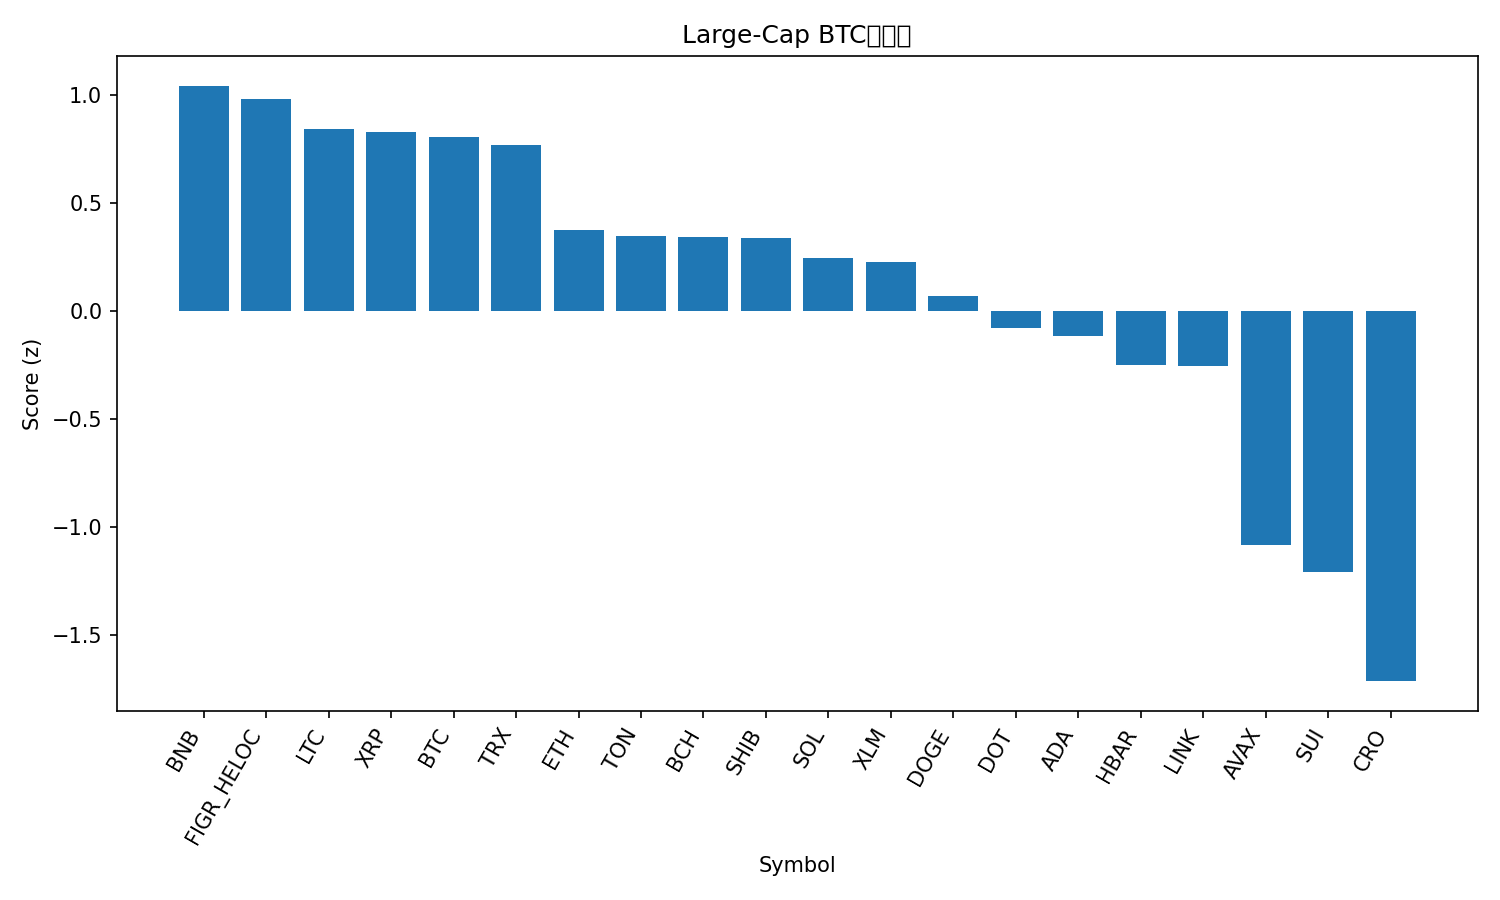 Large-Cap BTC
1.0
0.5
0.0
−0.5
−1.0
−1.5
Score (z)
BNB
FIGR_HELOC
LTC
XRP
BTC
TRX
ETH
TON
BCH
SHIB
SOL
XLM
DOGE
DOT
ADA
HBAR
LINK
AVAX
SUI
CRO
Symbol